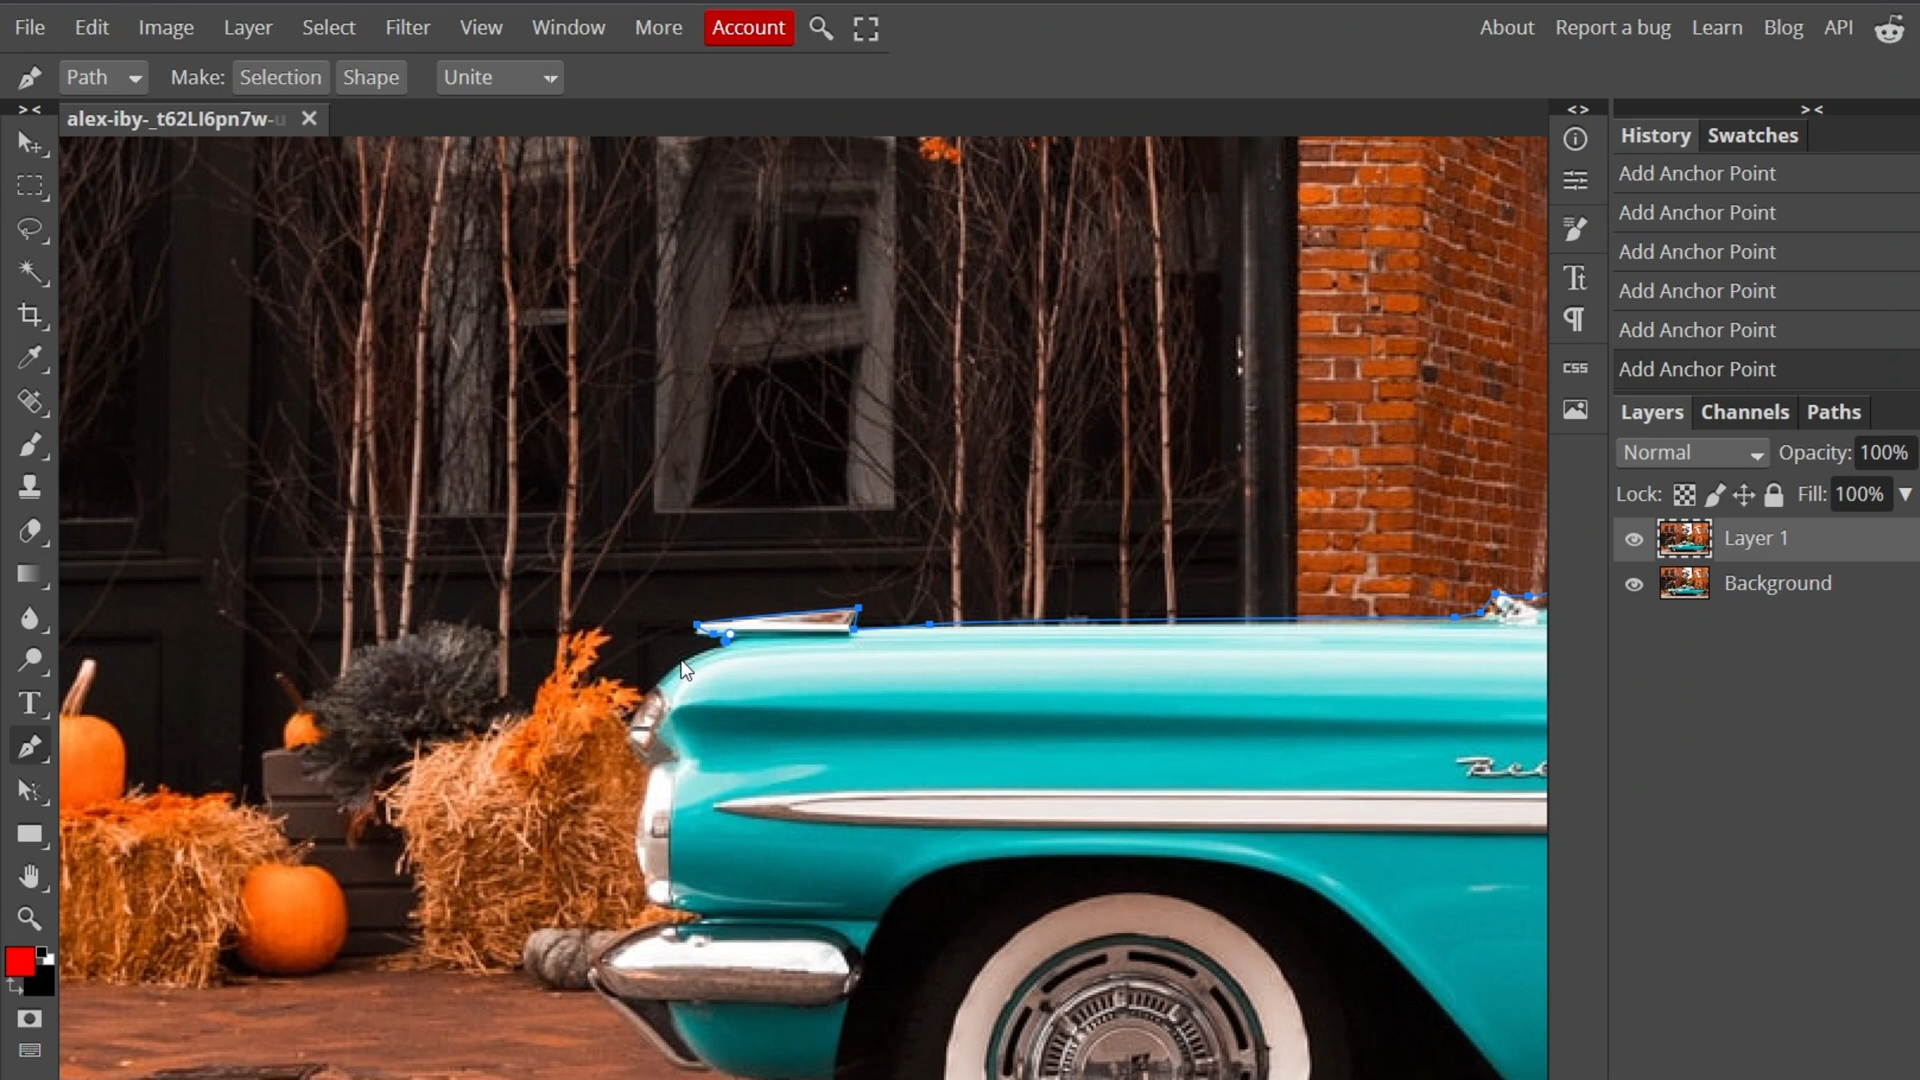 File Edit Image Layer Select Filter View Window More Account About Report a bug Learn Blog API
Path Make: Selection Shape Unite
> < alex-iby-_t62LI6pn7w-u < > > <
History Swatches
Add Anchor Point
Add Anchor Point
Add Anchor Point
Add Anchor Point
Add Anchor Point
CSS Add Anchor Point
Layers Channels Paths
Normal Opacity: 100%
Lock: Fill: 100%
Layer 1
Background